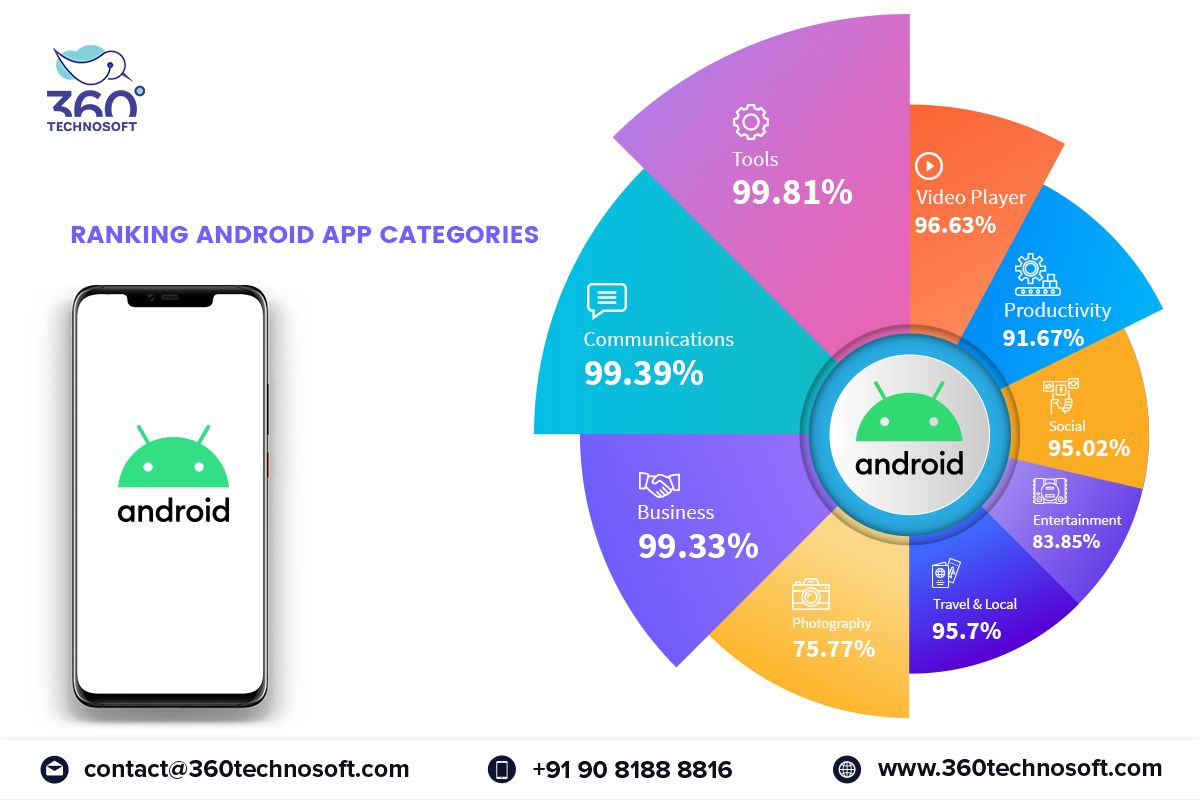 360°
TECHNOSOFT
RANKING ANDROID APP CATEGORIES
android
Tools
99.81%
Video Player
96.63%
Productivity
91.67%
Communications
99.39%
Social
95.02%
android
Business
99.33%
Entertainment
83.85%
Photography
75.77%
Travel & Local
95.7%
contact@360technosoft.com
+91 90 8188 8816
www.360technosoft.com